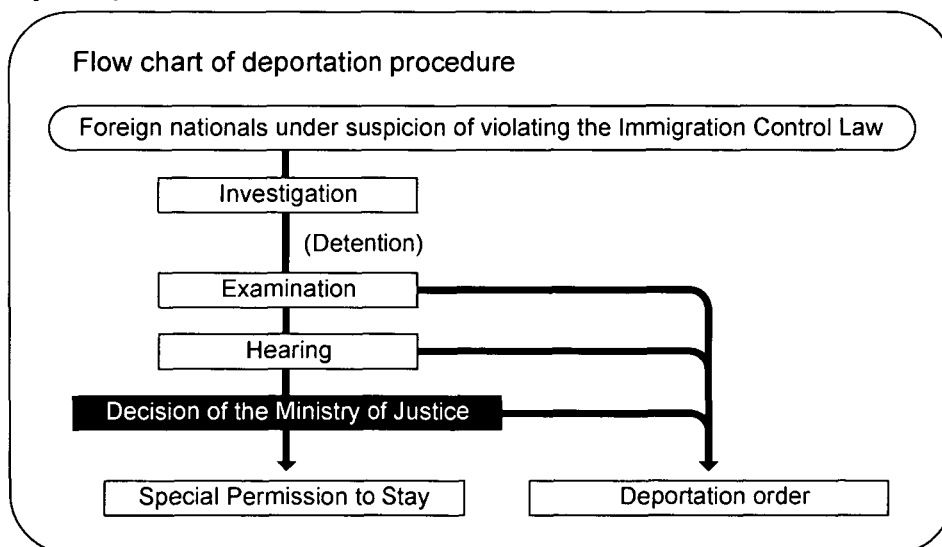 Flow chart of deportation procedure
Foreign nationals under suspicion of violating the Immigration Control Law
Investigation
(Detention)
Examination
Hearing
Decision of the Ministry of Justice
Special Permission to Stay
Deportation order